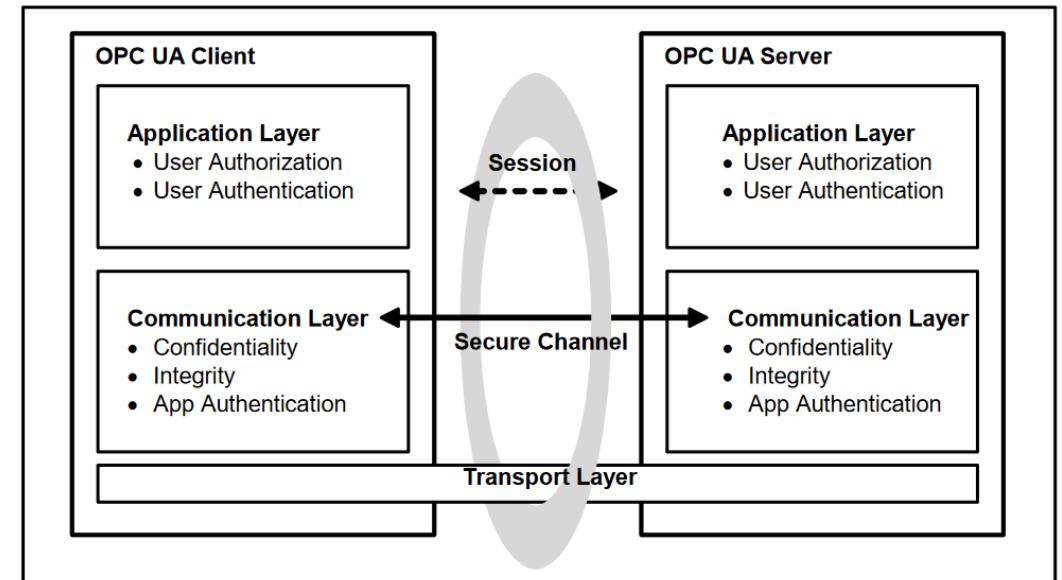 OPC UA Client
Application Layer
• User Authorization
• User Authentication
Communication Layer
• Confidentiality
• Integrity
• App Authentication
Session
Secure Channel
Transport Layer
OPC UA Server
Application Layer
• User Authorization
• User Authentication
Communication Layer
• Confidentiality
• Integrity
• App Authentication